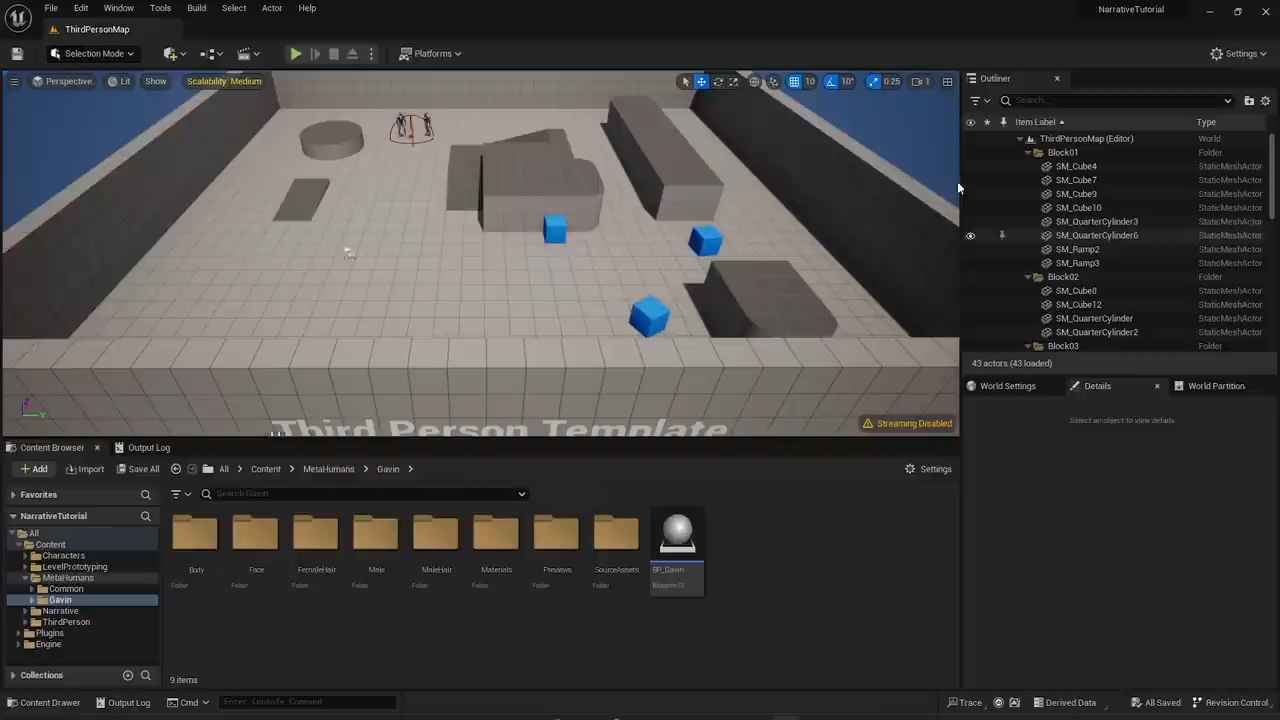 File Edit Window Tools Build Select Actor Help
NarrativeTutorial
ThirdPersonMap
Selection Mode
Platforms
Settings
Perspective
Lit
Show
Scalability: Medium
10
10°
0.25
1
Third Person Template
Streaming Disabled
Outliner
Search...
Item Label
Type
ThirdPersonMap (Editor) World
Block01 Folder
SM_Cube4 StaticMeshActor
SM_Cube7 StaticMeshActor
SM_Cube9 StaticMeshActor
SM_Cube10 StaticMeshActor
SM_QuarterCylinder3 StaticMeshActor
SM_QuarterCylinder6 StaticMeshActor
SM_Ramp2 StaticMeshActor
SM_Ramp3 StaticMeshActor
Block02 Folder
SM_Cube8 StaticMeshActor
SM_Cube12 StaticMeshActor
SM_QuarterCylinder StaticMeshActor
SM_QuarterCylinder2 StaticMeshActor
Block03 Folder
43 actors (43 loaded)
World Settings
Details
World Partition
Select an object to view details.
Content Browser
Output Log
Add
Import
Save All
All
Content
MetaHumans
Gavin
Settings
Favorites
NarrativeTutorial
All
Content
Characters
LevelPrototyping
MetaHumans
Common
Gavin
Narrative
ThirdPerson
Plugins
Engine
Collections
Search Gavin
Body
Folder
Face
Folder
FemaleHair
Folder
Male
Folder
MaleHair
Folder
Materials
Folder
Previews
Folder
SourceAssets
Folder
BP_Gavin
Blueprint Cl
9 items
Content Drawer
Output Log
Cmd
Enter Console Command
Trace
Derived Data
All Saved
Revision Control